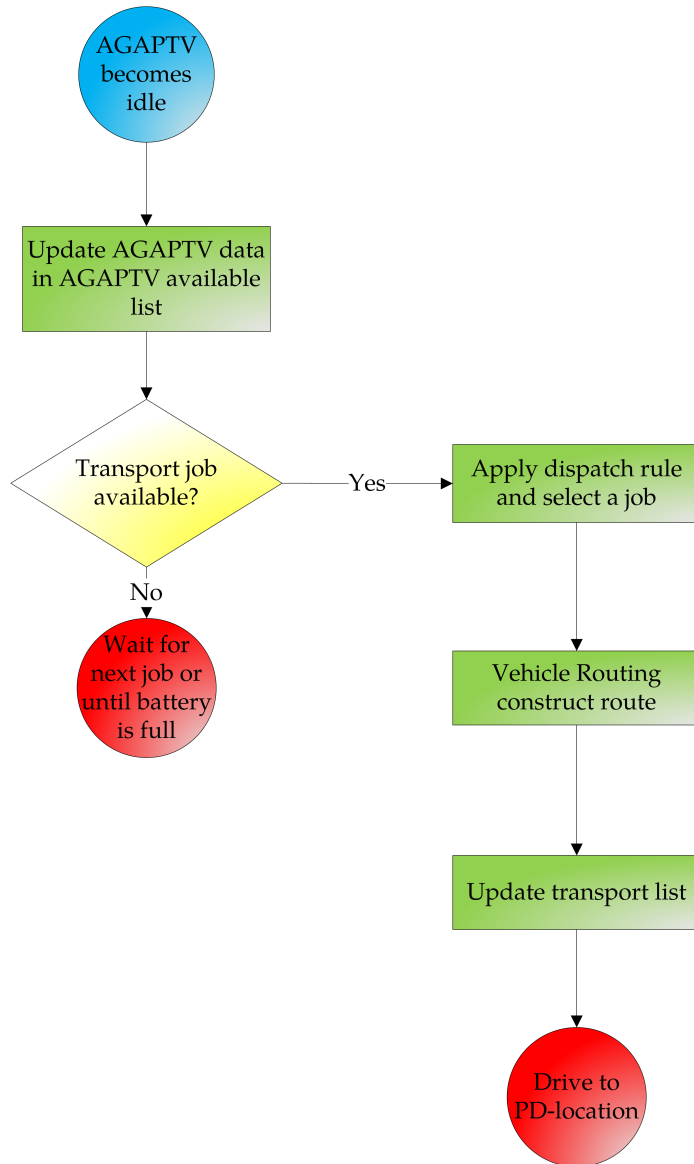 AGAPTV
becomes
idle
Update AGAPTV data
in AGAPTV available
list
Transport job
available?
Yes
Apply dispatch rule
and select a job
No
Wait for
next job or
until battery
is full
Vehicle Routing
construct route
Update transport list
Drive to
PD-location